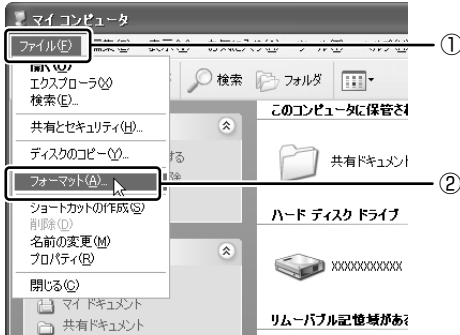 マイ コンピュータ
ファイル(F)
①
開く(O)
エクスプローラ(X)
検索(E)...
検索
フォルダ
共有とセキュリティ(H)...
このコンピュータに保管され
ディスクのコピー(Y)...
する
共有ドキュメント
フォーマット(A)...
②
ショートカットの作成(S)
削除(D)
ハード ディスク ドライブ
名前の変更(M)
プロパティ(R)
XXXXXXXXXX
閉じる(C)
マイ ドキュメント
共有ドキュメント
リムーバブル記憶域があ